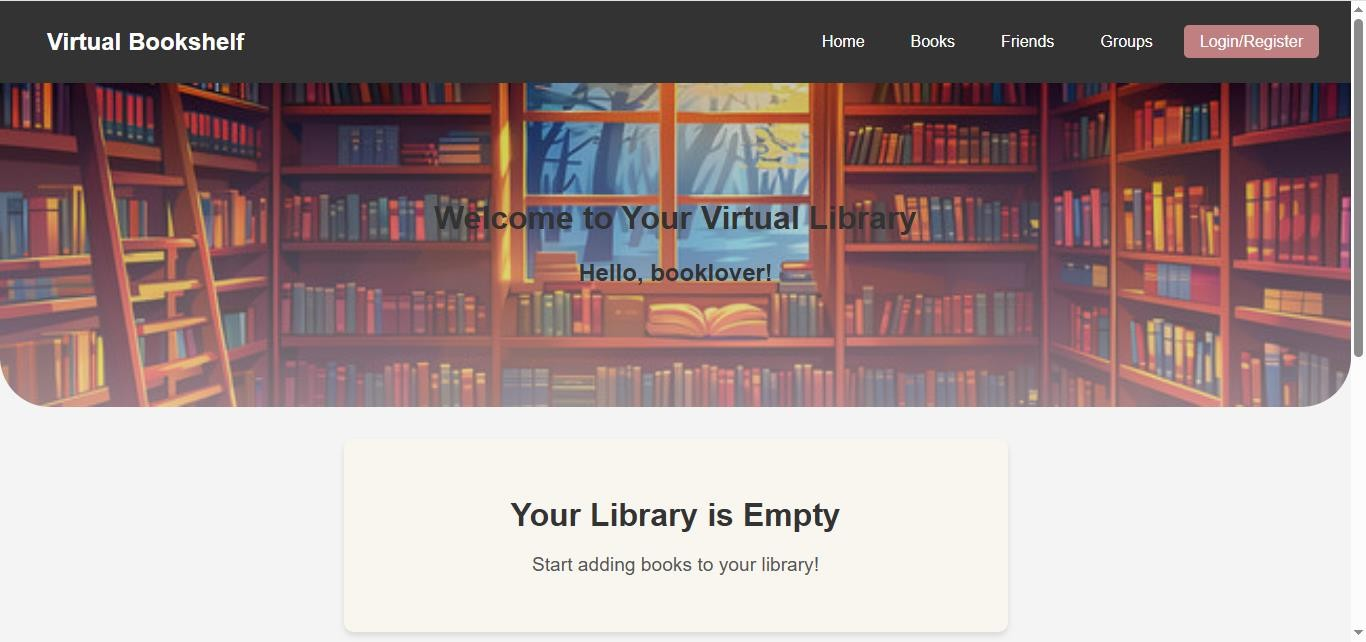 Virtual Bookshelf
Home Books Friends Groups Login/Register
Welcome to Your Virtual Library
Hello, booklover!
Your Library is Empty
Start adding books to your library!